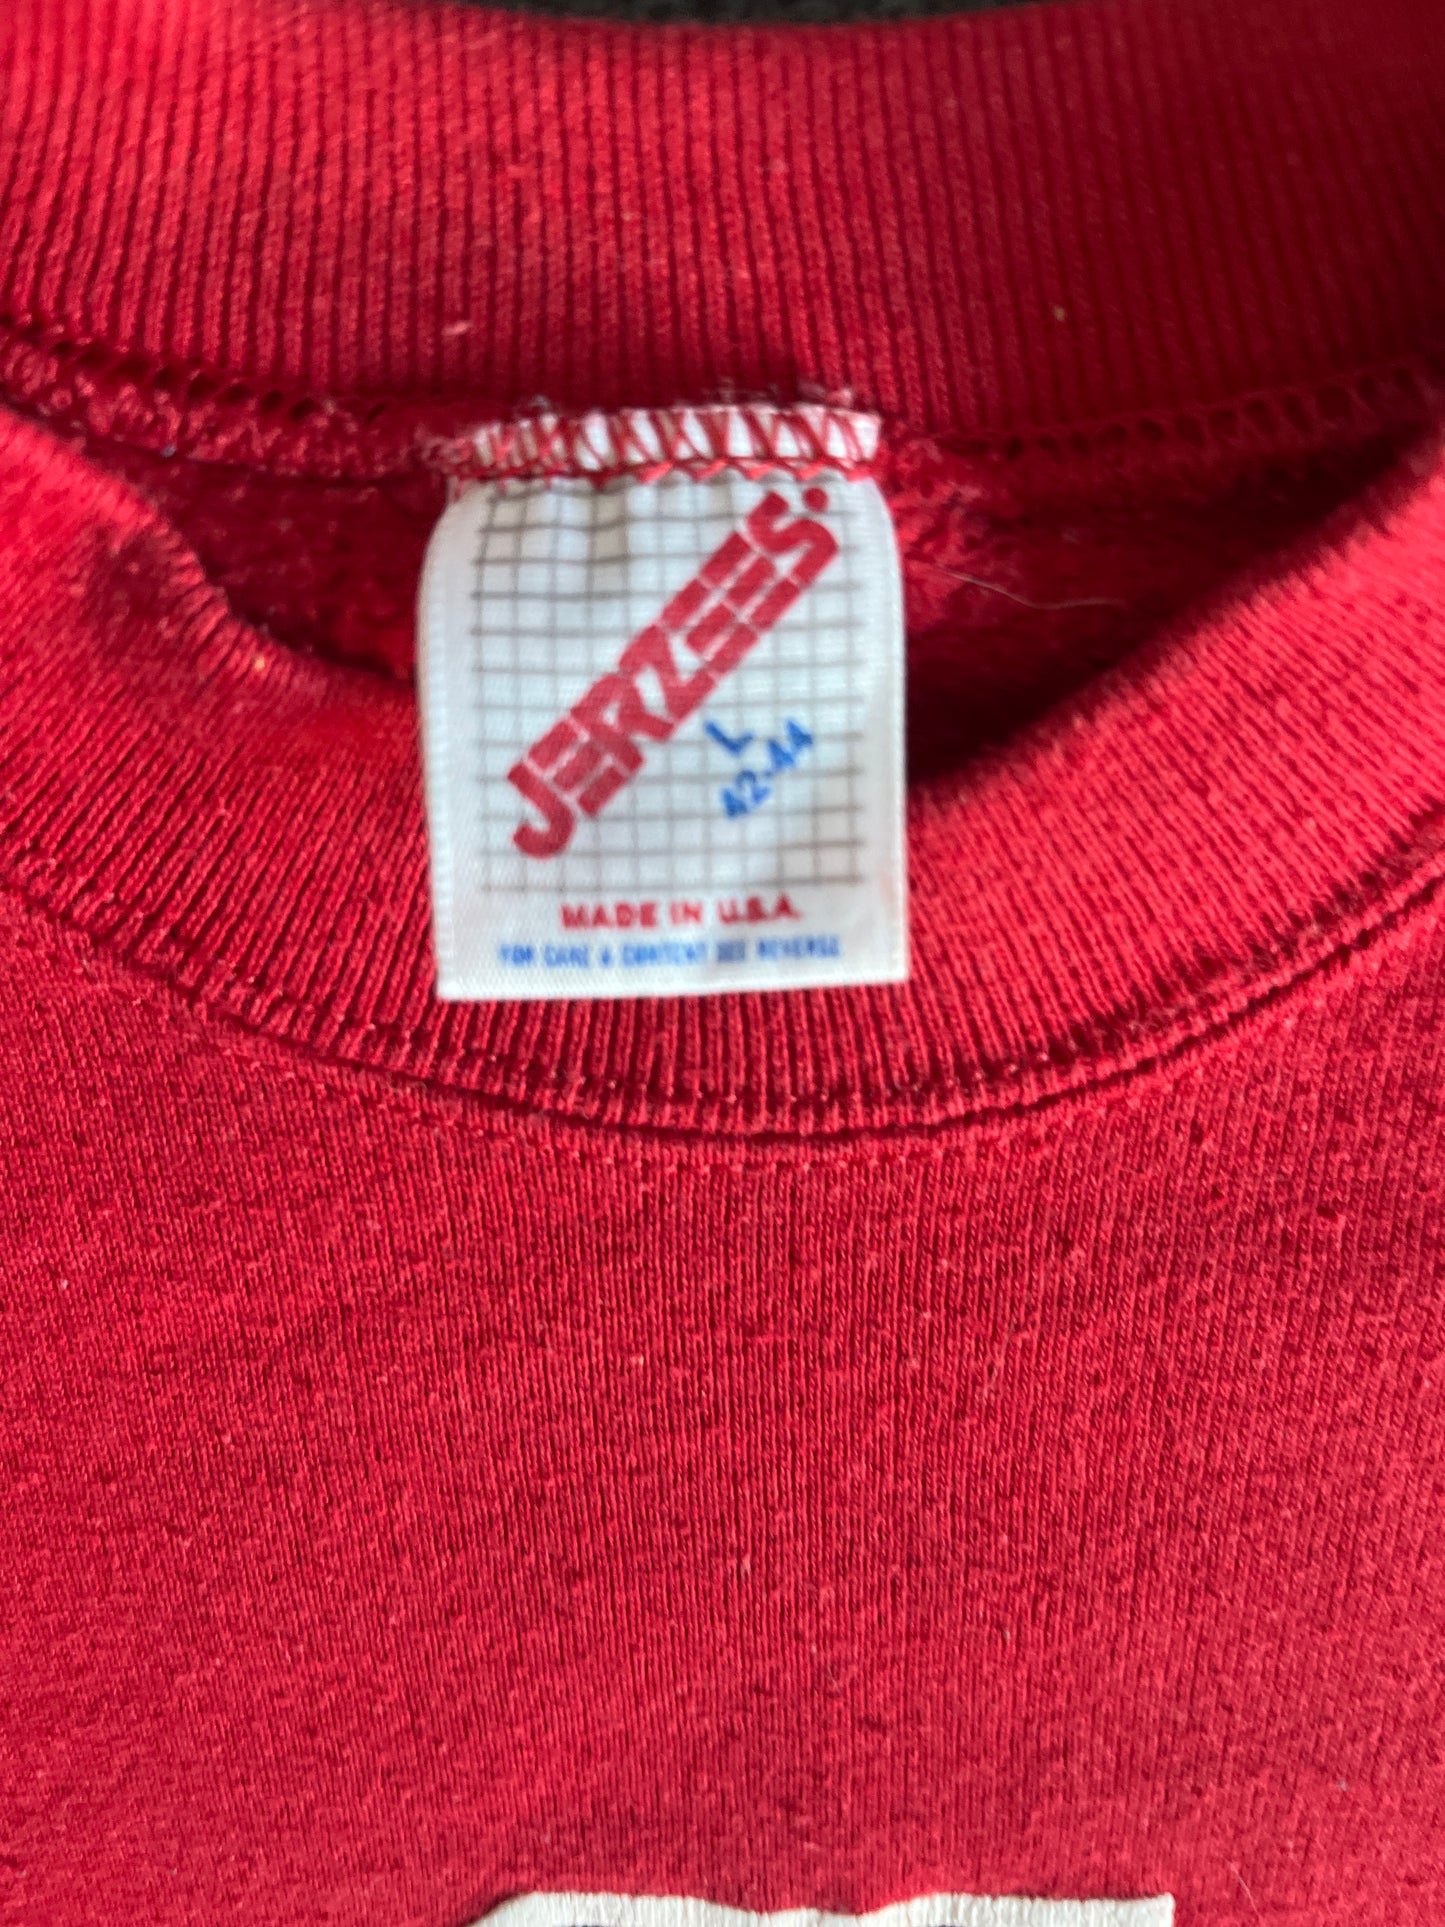 JERZEES.
L
42-44
MADE IN U.S.A.
FOR CARE & CONTENT SEE REVERSE